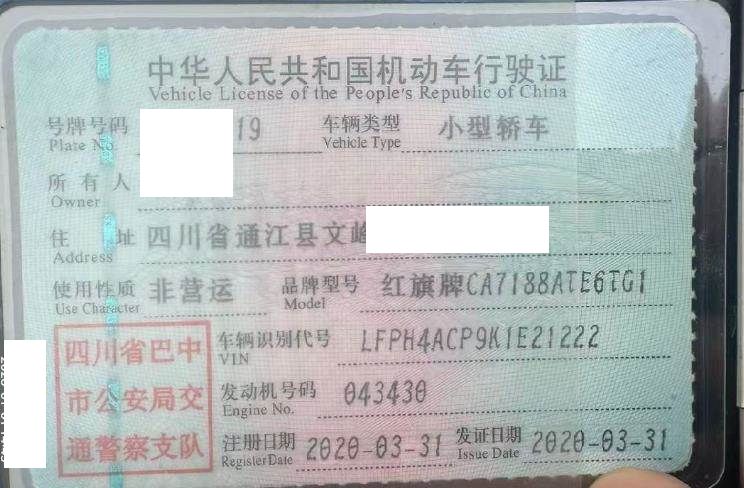 中华人民共和国机动车行驶证
Vehicle License of the People's Republic of China
号牌号码 19 车辆类型 小型轿车
Plate No. Vehicle Type
所有人
Owner
住址 四川省通江县文峰
Address
使用性质 非营运 品牌型号 红旗牌CA7188ATE6TG1
Use Character Model
四川省巴中
市公安局交
通警察支队
车辆识别代号 LFPH4ACP9K1E21222
VIN
发动机号码 043430
Engine No.
注册日期 2020-03-31 发证日期 2020-03-31
Register Date Issue Date